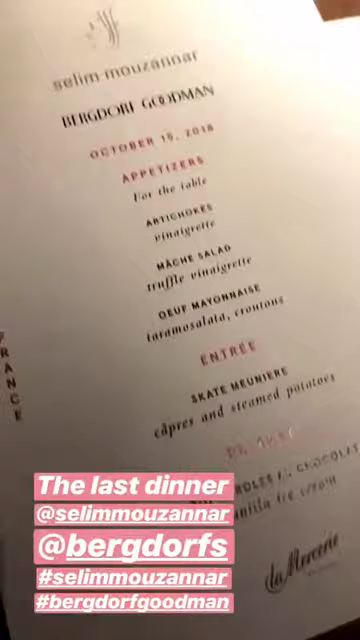 selim mouzannar
BERGDORF GOODMAN
OCTOBER 15, 2018
APPETIZERS
For the table
ARTICHOKES
vinaigrette
MÂCHE SALAD
truffle vinaigrette
OEUF MAYONNAISE
taramosalata, croutons
ENTRÉE
SKATE MEUNIERE
câpres and steamed potatoes
CHOCOLAT
vanilla ice cream
La Mercerie
FRANCE
The last dinner
@selimmouzannar
@bergdorfs
#selimmouzannar
#bergdorfgoodman